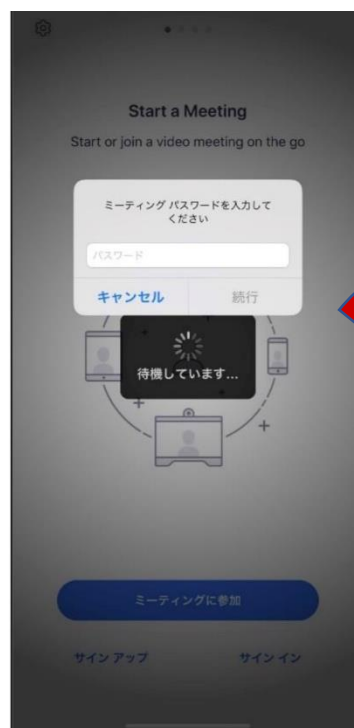 Start a Meeting
Start or join a video meeting on the go
ミーティング パスワードを入力して
ください
パスワード
キャンセル
続行
待機しています...
ミーティングに参加
サイン アップ
サイン イン